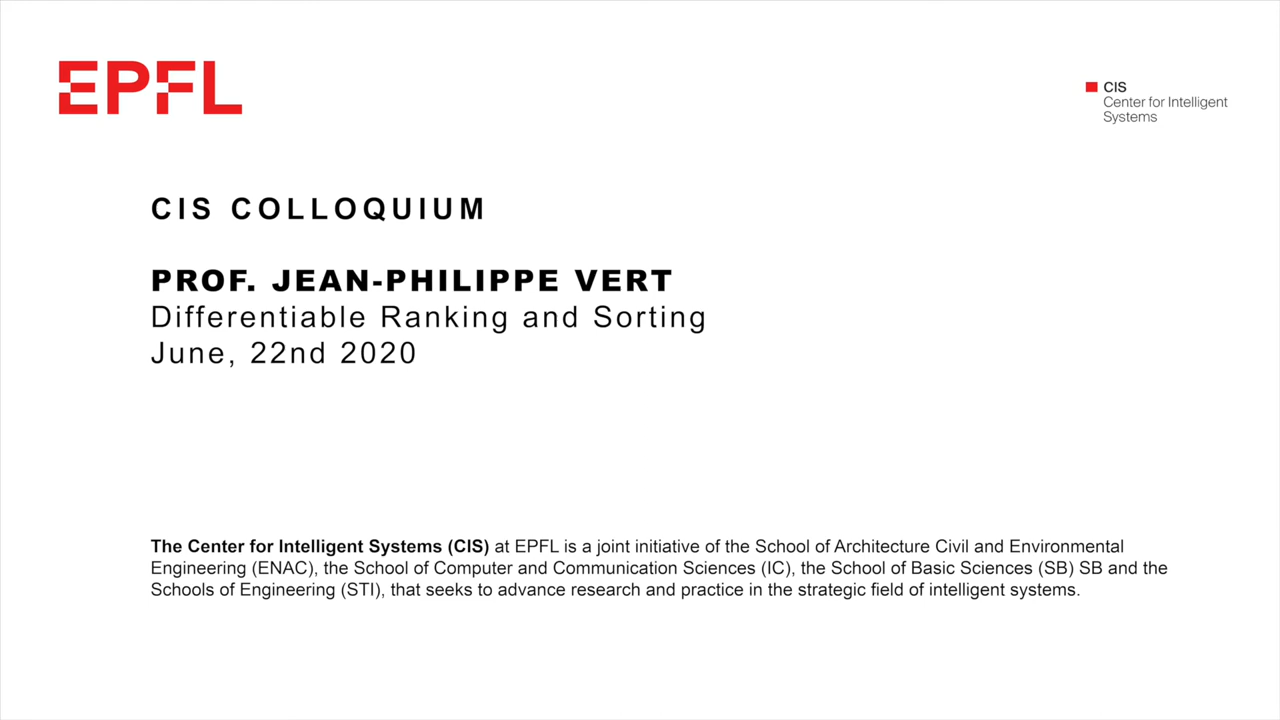 EPFL
CIS
Center for Intelligent
Systems
CIS COLLOQUIUM
PROF. JEAN-PHILIPPE VERT
Differentiable Ranking and Sorting
June, 22nd 2020
The Center for Intelligent Systems (CIS) at EPFL is a joint initiative of the School of Architecture Civil and Environmental
Engineering (ENAC), the School of Computer and Communication Sciences (IC), the School of Basic Sciences (SB) SB and the
Schools of Engineering (STI), that seeks to advance research and practice in the strategic field of intelligent systems.